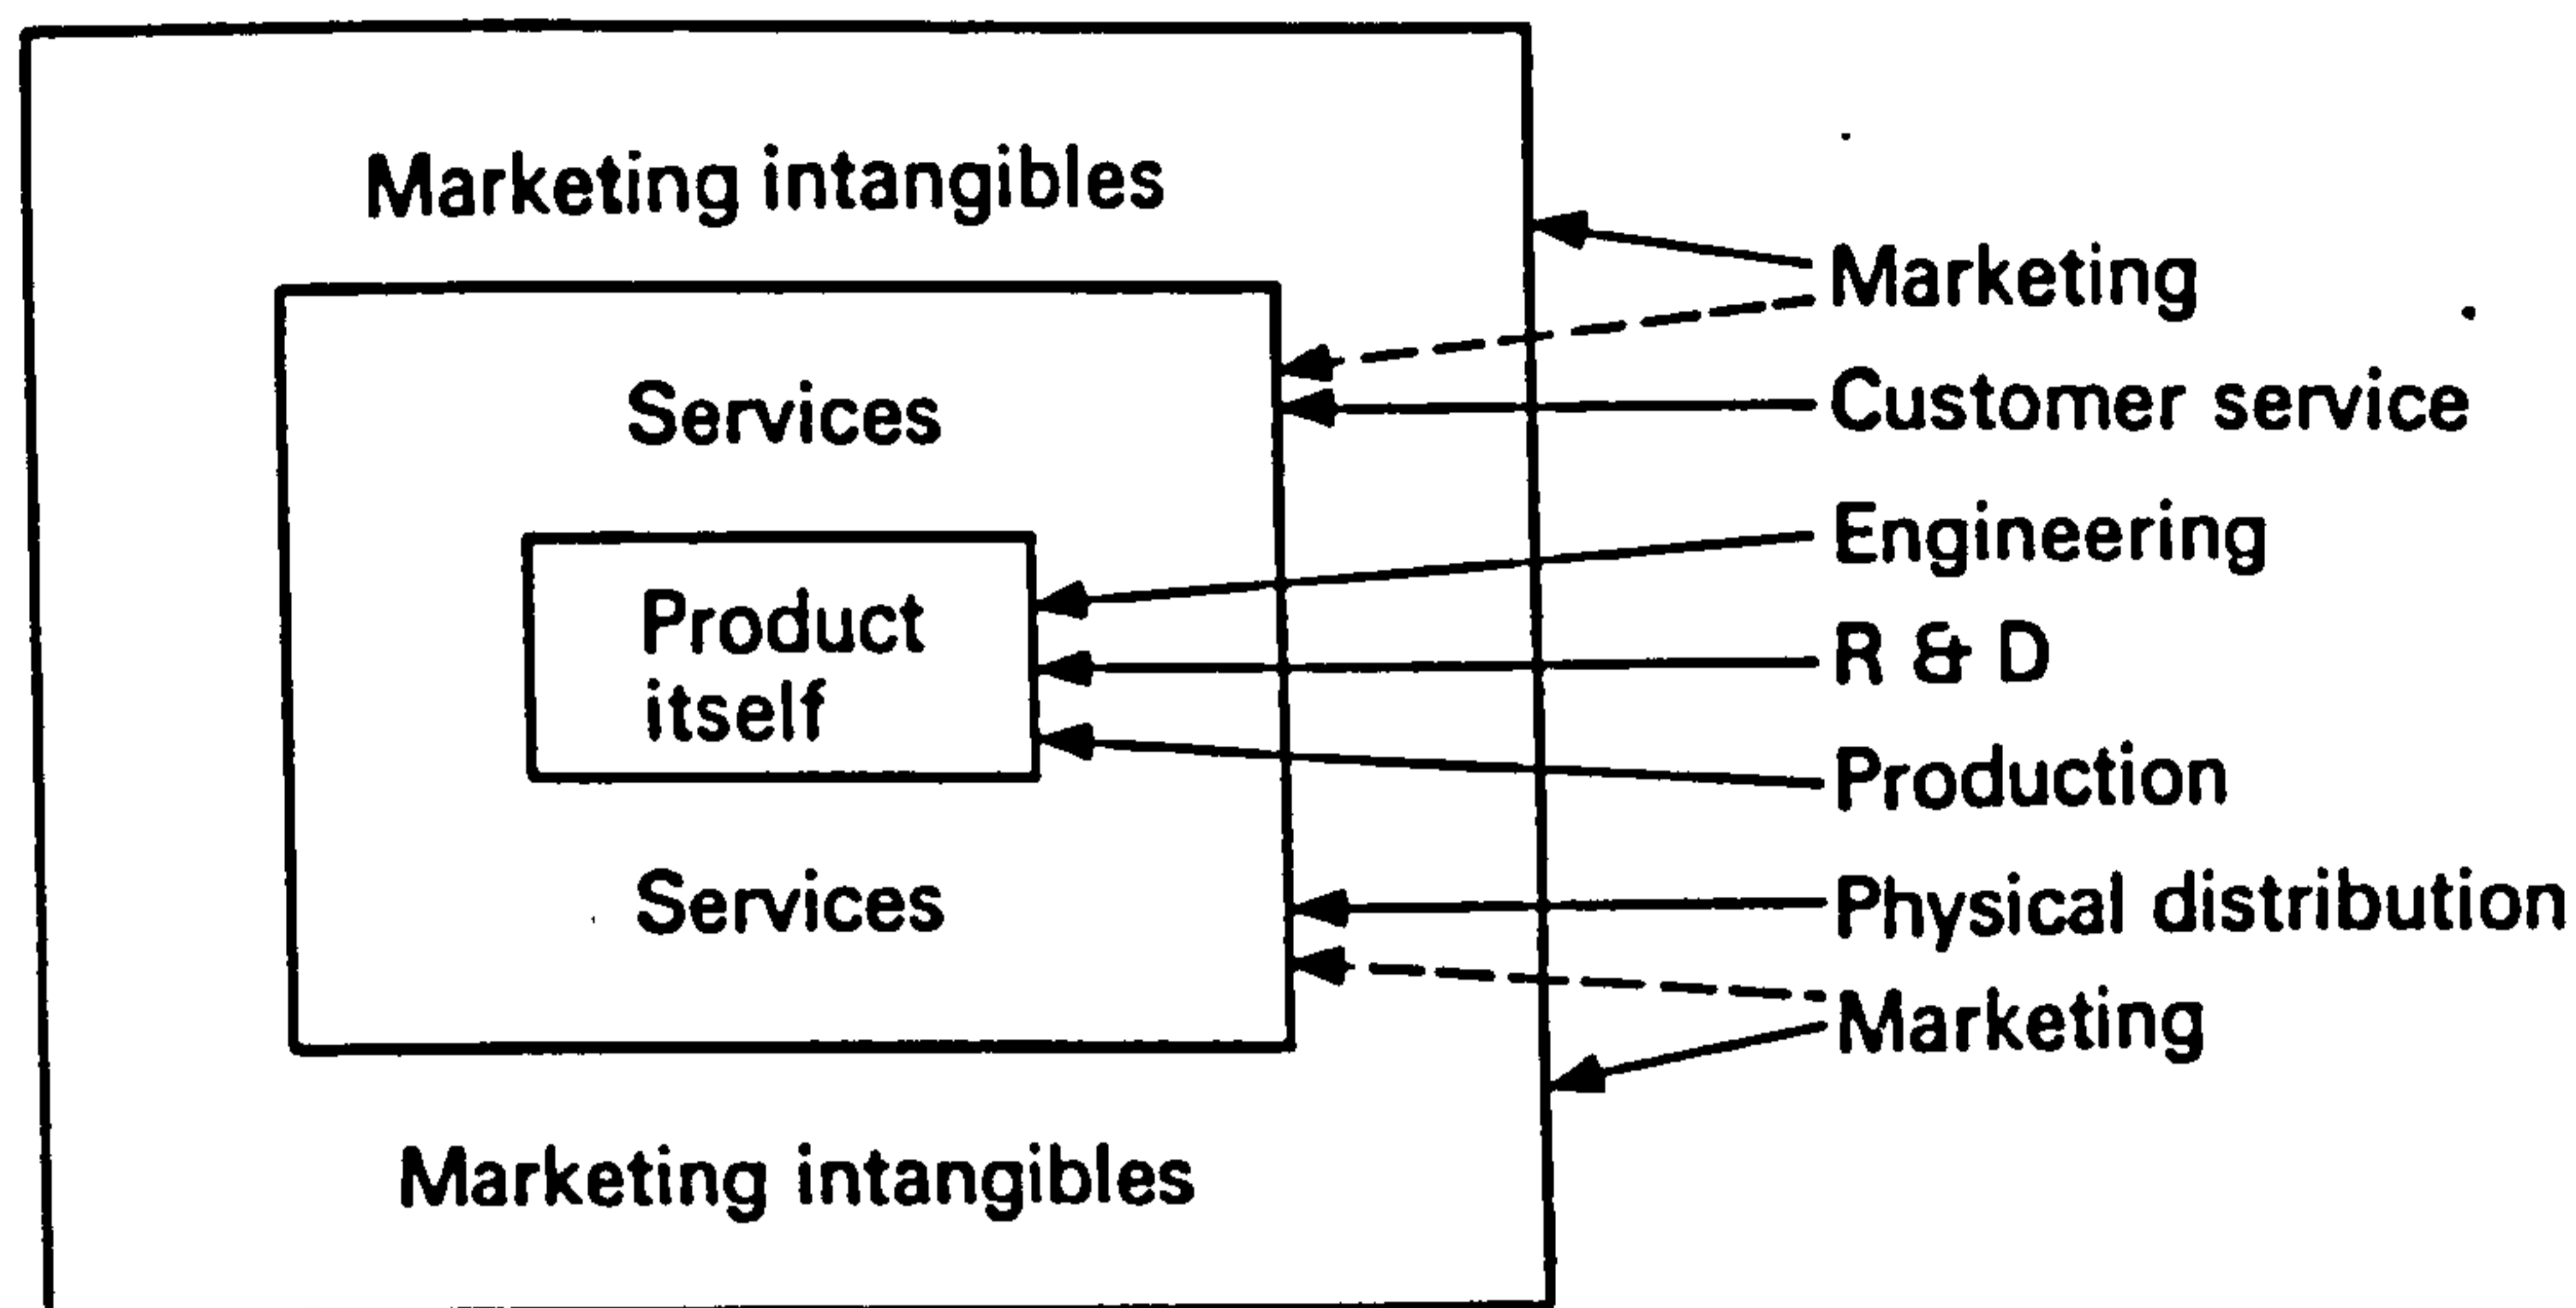 Marketing intangibles
Marketing
Services
Customer service
Engineering
Product
itself
R & D
Production
Services
Physical distribution
Marketing
Marketing intangibles